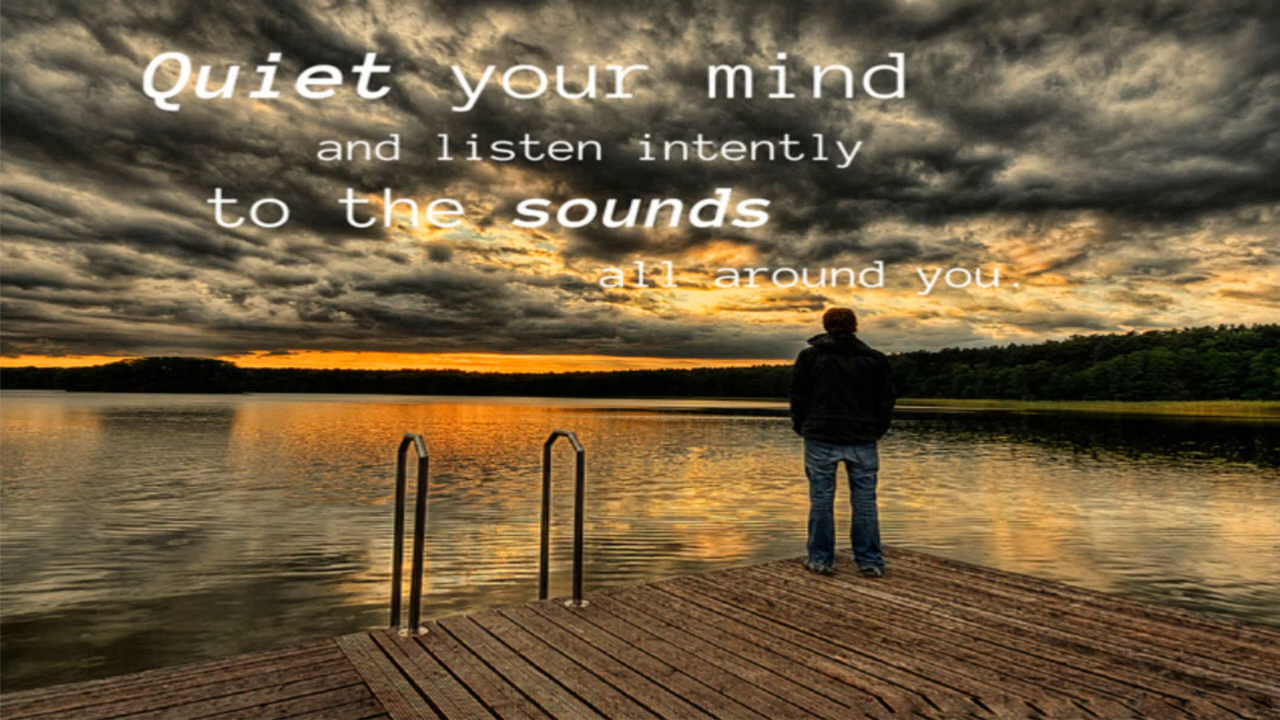 Quiet your mind
and listen intently
to the sounds
all around you.